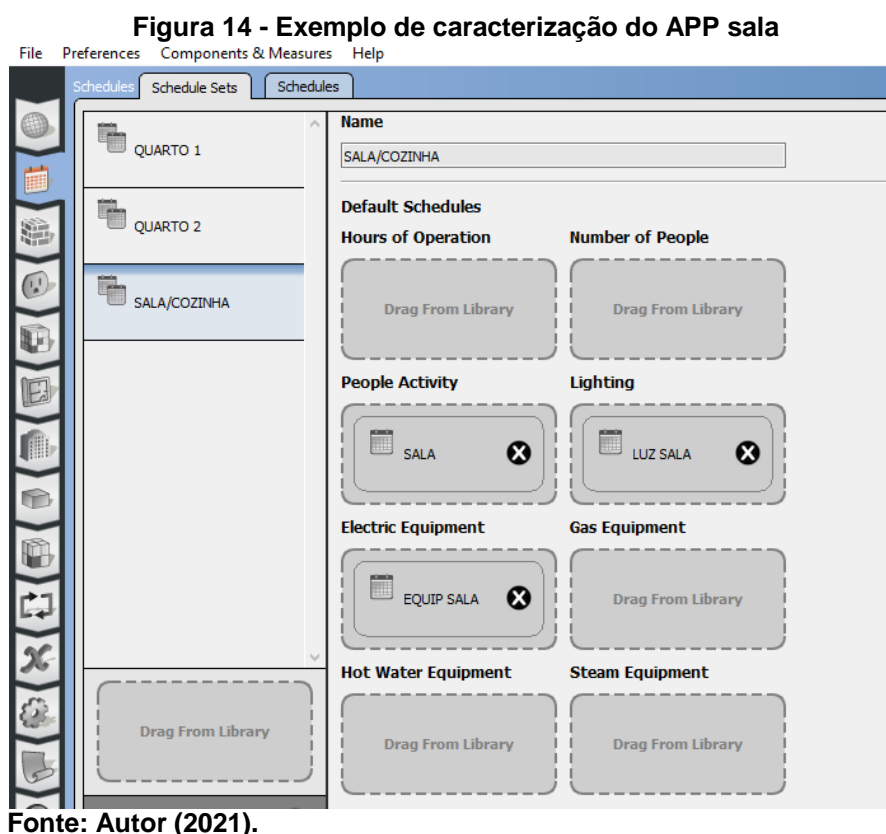 Figura 14 - Exemplo de caracterização do APP sala
File Preferences Components & Measures Help
Schedules Schedule Sets Schedules
QUARTO 1
QUARTO 2
SALA/COZINHA
Drag From Library
Name
SALA/COZINHA
Default Schedules
Hours of Operation Number of People
Drag From Library Drag From Library
People Activity Lighting
SALA LUZ SALA
Electric Equipment Gas Equipment
EQUIP SALA Drag From Library
Hot Water Equipment Steam Equipment
Drag From Library Drag From Library
Fonte: Autor (2021).